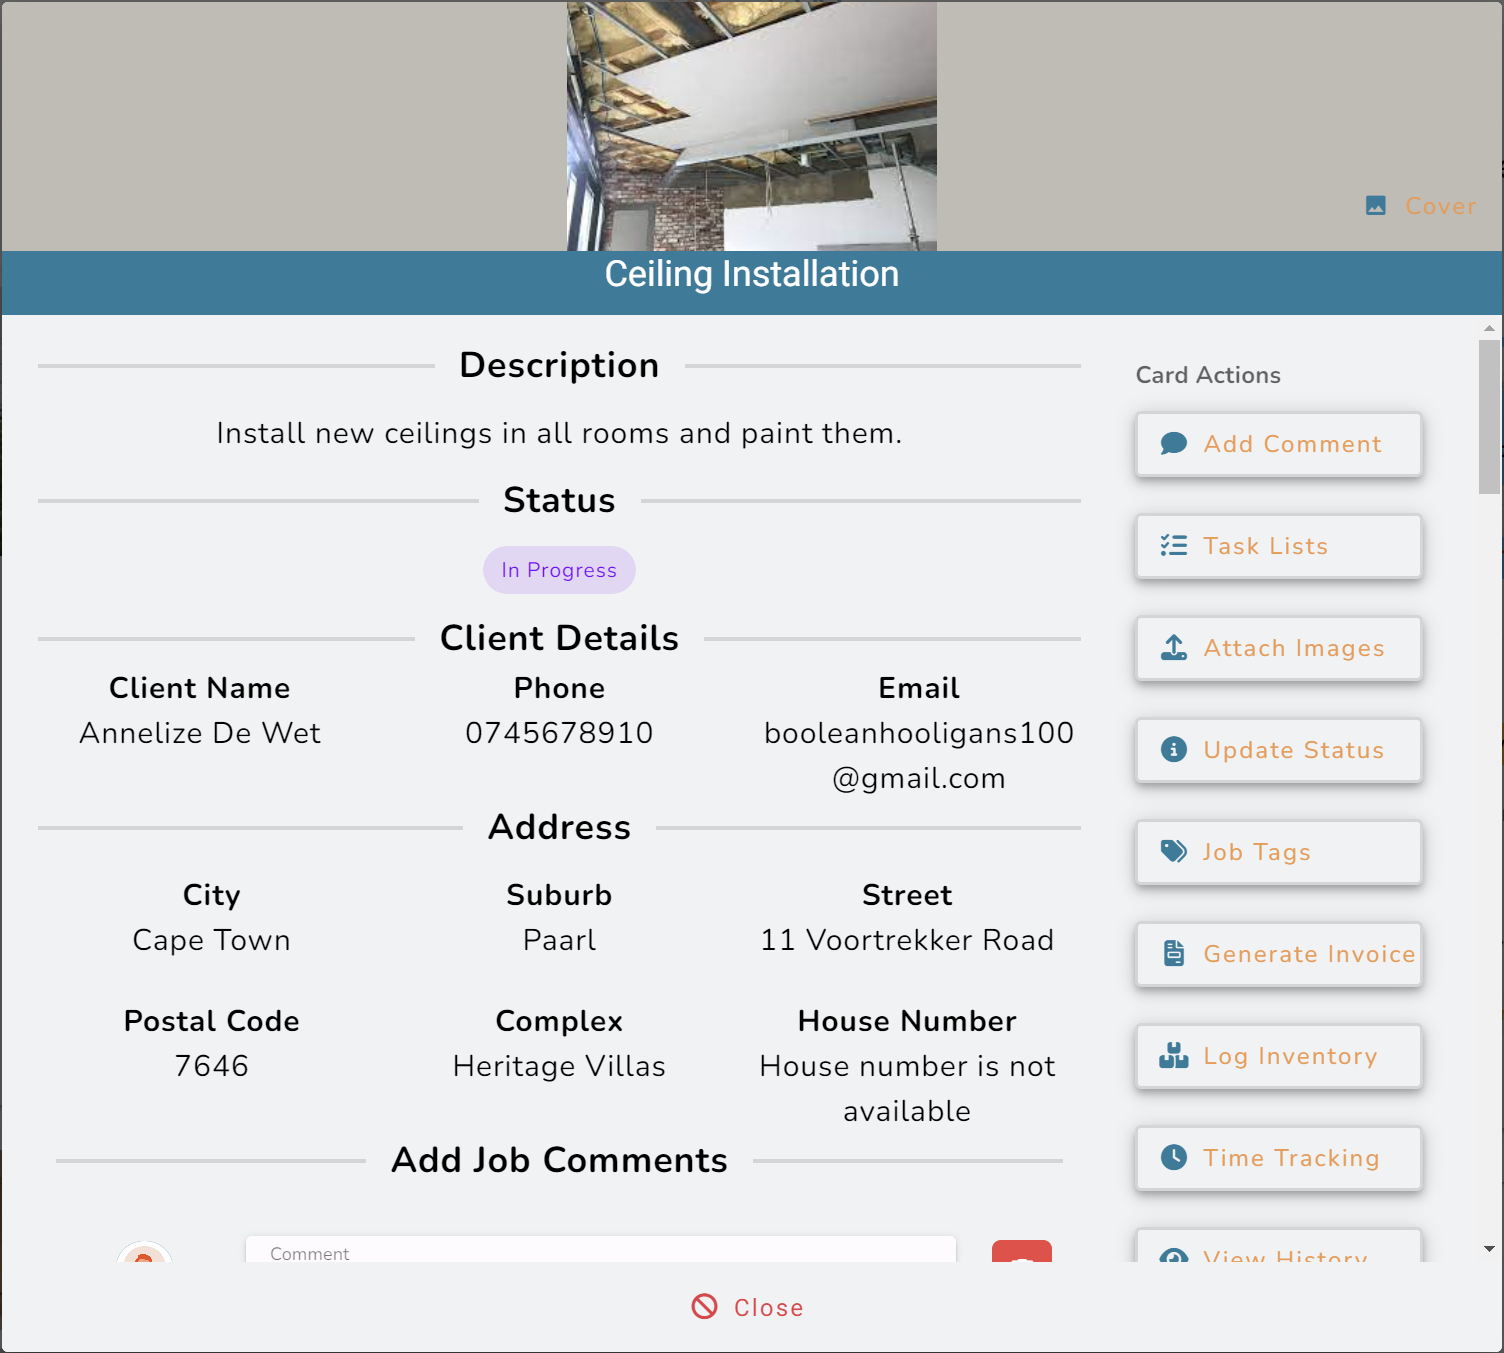 Cover
Ceiling Installation
Description
Install new ceilings in all rooms and paint them.
Status
In Progress
Client Details
Client Name
Annelize De Wet
Phone
0745678910
Email
booleanhooligans100
@gmail.com
Address
City
Cape Town
Suburb
Paarl
Street
11 Voortrekker Road
Postal Code
7646
Complex
Heritage Villas
House Number
House number is not
available
Add Job Comments
Comment
Card Actions
Add Comment
Task Lists
Attach Images
Update Status
Job Tags
Generate Invoice
Log Inventory
Time Tracking
View History
Close